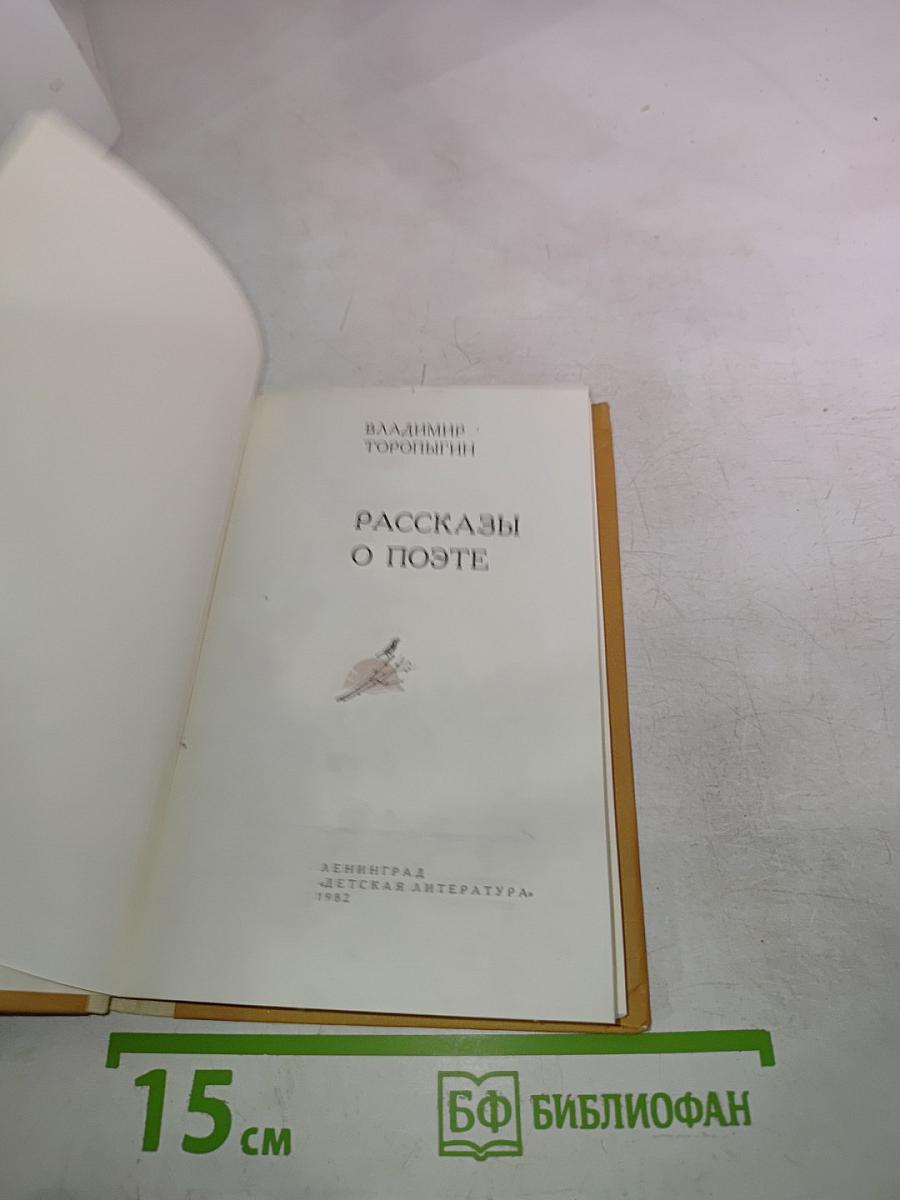 ВЛАДИМИР
ТОРОПЫГИН
РАССКАЗЫ
О ПОЭТЕ
ЛЕНИНГРАД
«ДЕТСКАЯ ЛИТЕРАТУРА»
1982
15 см
БФ БИБЛИОФАН